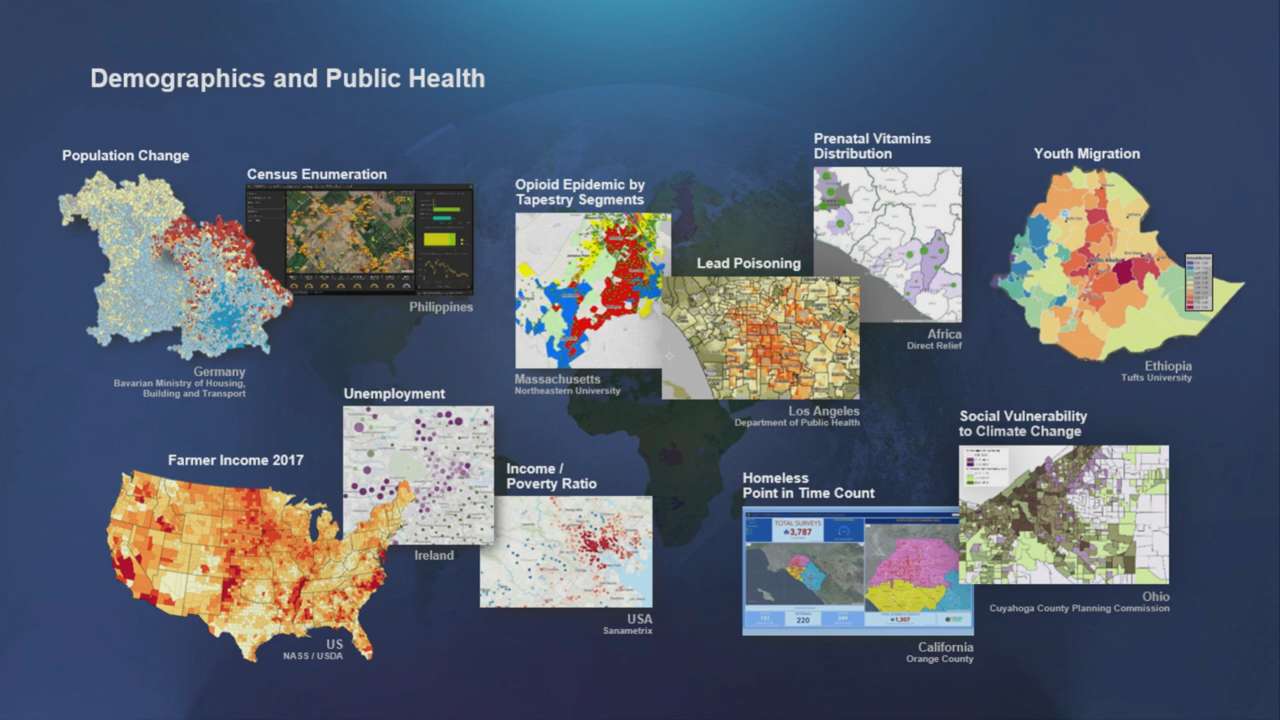 Demographics and Public Health
Population Change
Germany
Bavarian Ministry of Housing,
Building and Transport
Census Enumeration
Philippines
Opioid Epidemic by
Tapestry Segments
Massachusetts
Northeastern University
Lead Poisoning
Los Angeles
Department of Public Health
Prenatal Vitamins
Distribution
Africa
Direct Relief
Youth Migration
Ethiopia
Tufts University
Farmer Income 2017
US
NASS / USDA
Unemployment
Ireland
Income /
Poverty Ratio
USA
Sanametrix
Homeless
Point in Time Count
TOTAL SURVEYS
3,787
220
1,307
California
Orange County
Social Vulnerability
to Climate Change
Ohio
Cuyahoga County Planning Commission